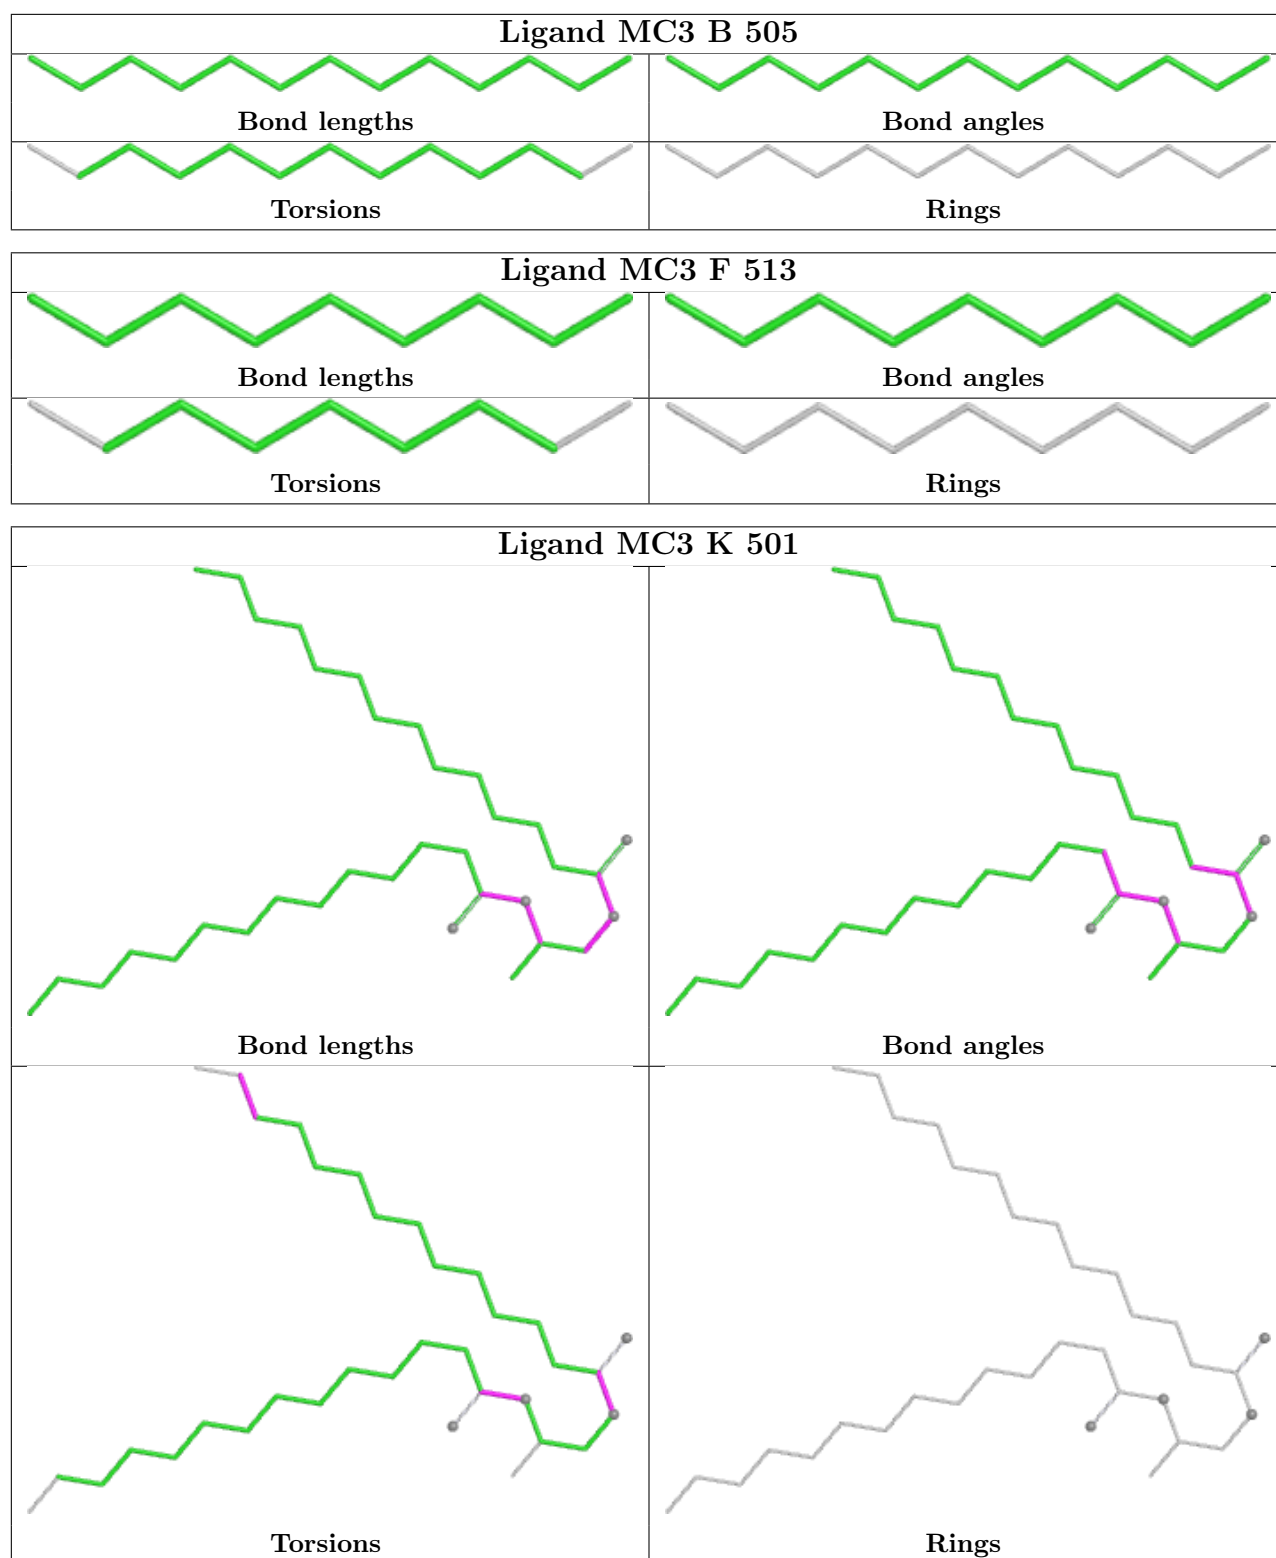 Ligand MC3 B 505
Bond lengths
Bond angles
Torsions
Rings
Ligand MC3 F 513
Bond lengths
Bond angles
Torsions
Rings
Ligand MC3 K 501
Bond lengths
Bond angles
Torsions
Rings